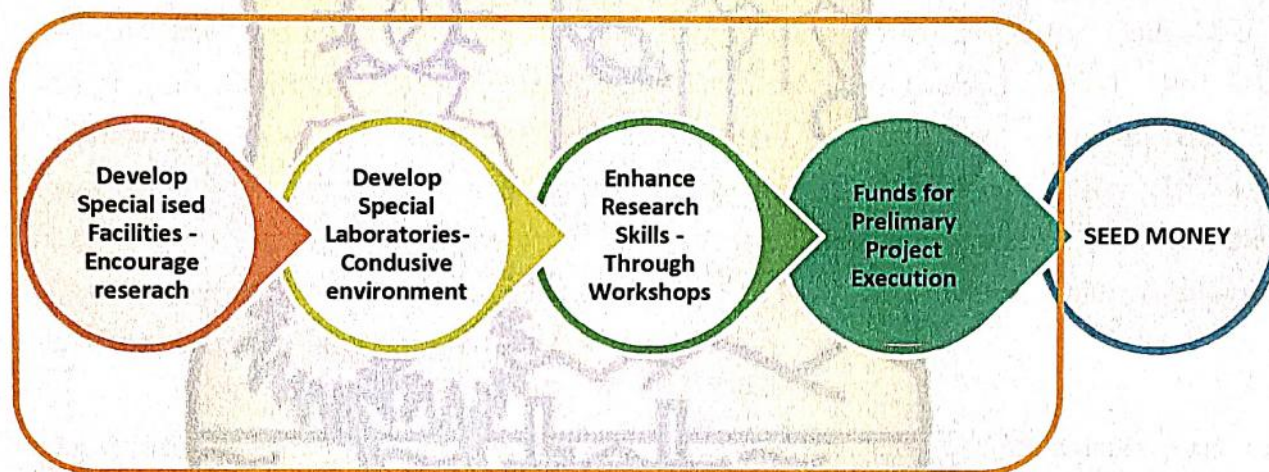 Develop
Special ised
Facilities -
Encourage
reserach
Develop
Special
Laboratories-
Condusive
environment
Enhance
Research
Skills -
Through
Workshops
Funds for
Prelimary
Project
Execution
SEED MONEY